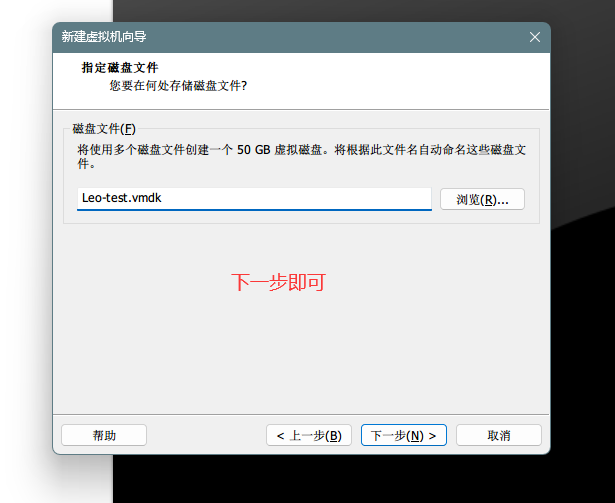 新建虚拟机向导
指定磁盘文件
您要在何处存储磁盘文件?
磁盘文件(F)
将使用多个磁盘文件创建一个 50 GB 虚拟磁盘。将根据此文件名自动命名这些磁盘文
件。
Leo-test.vmdk
浏览(R)...
下一步即可
帮助
< 上一步(B)
下一步(N) >
取消